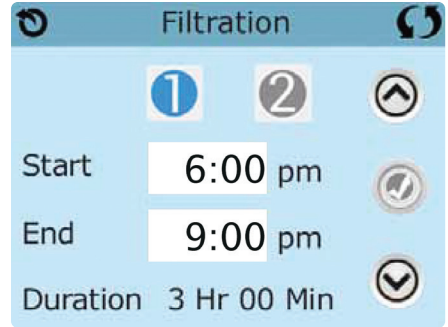 Filtration
1 2
Start 6:00 pm
End 9:00 pm
Duration 3 Hr 00 Min